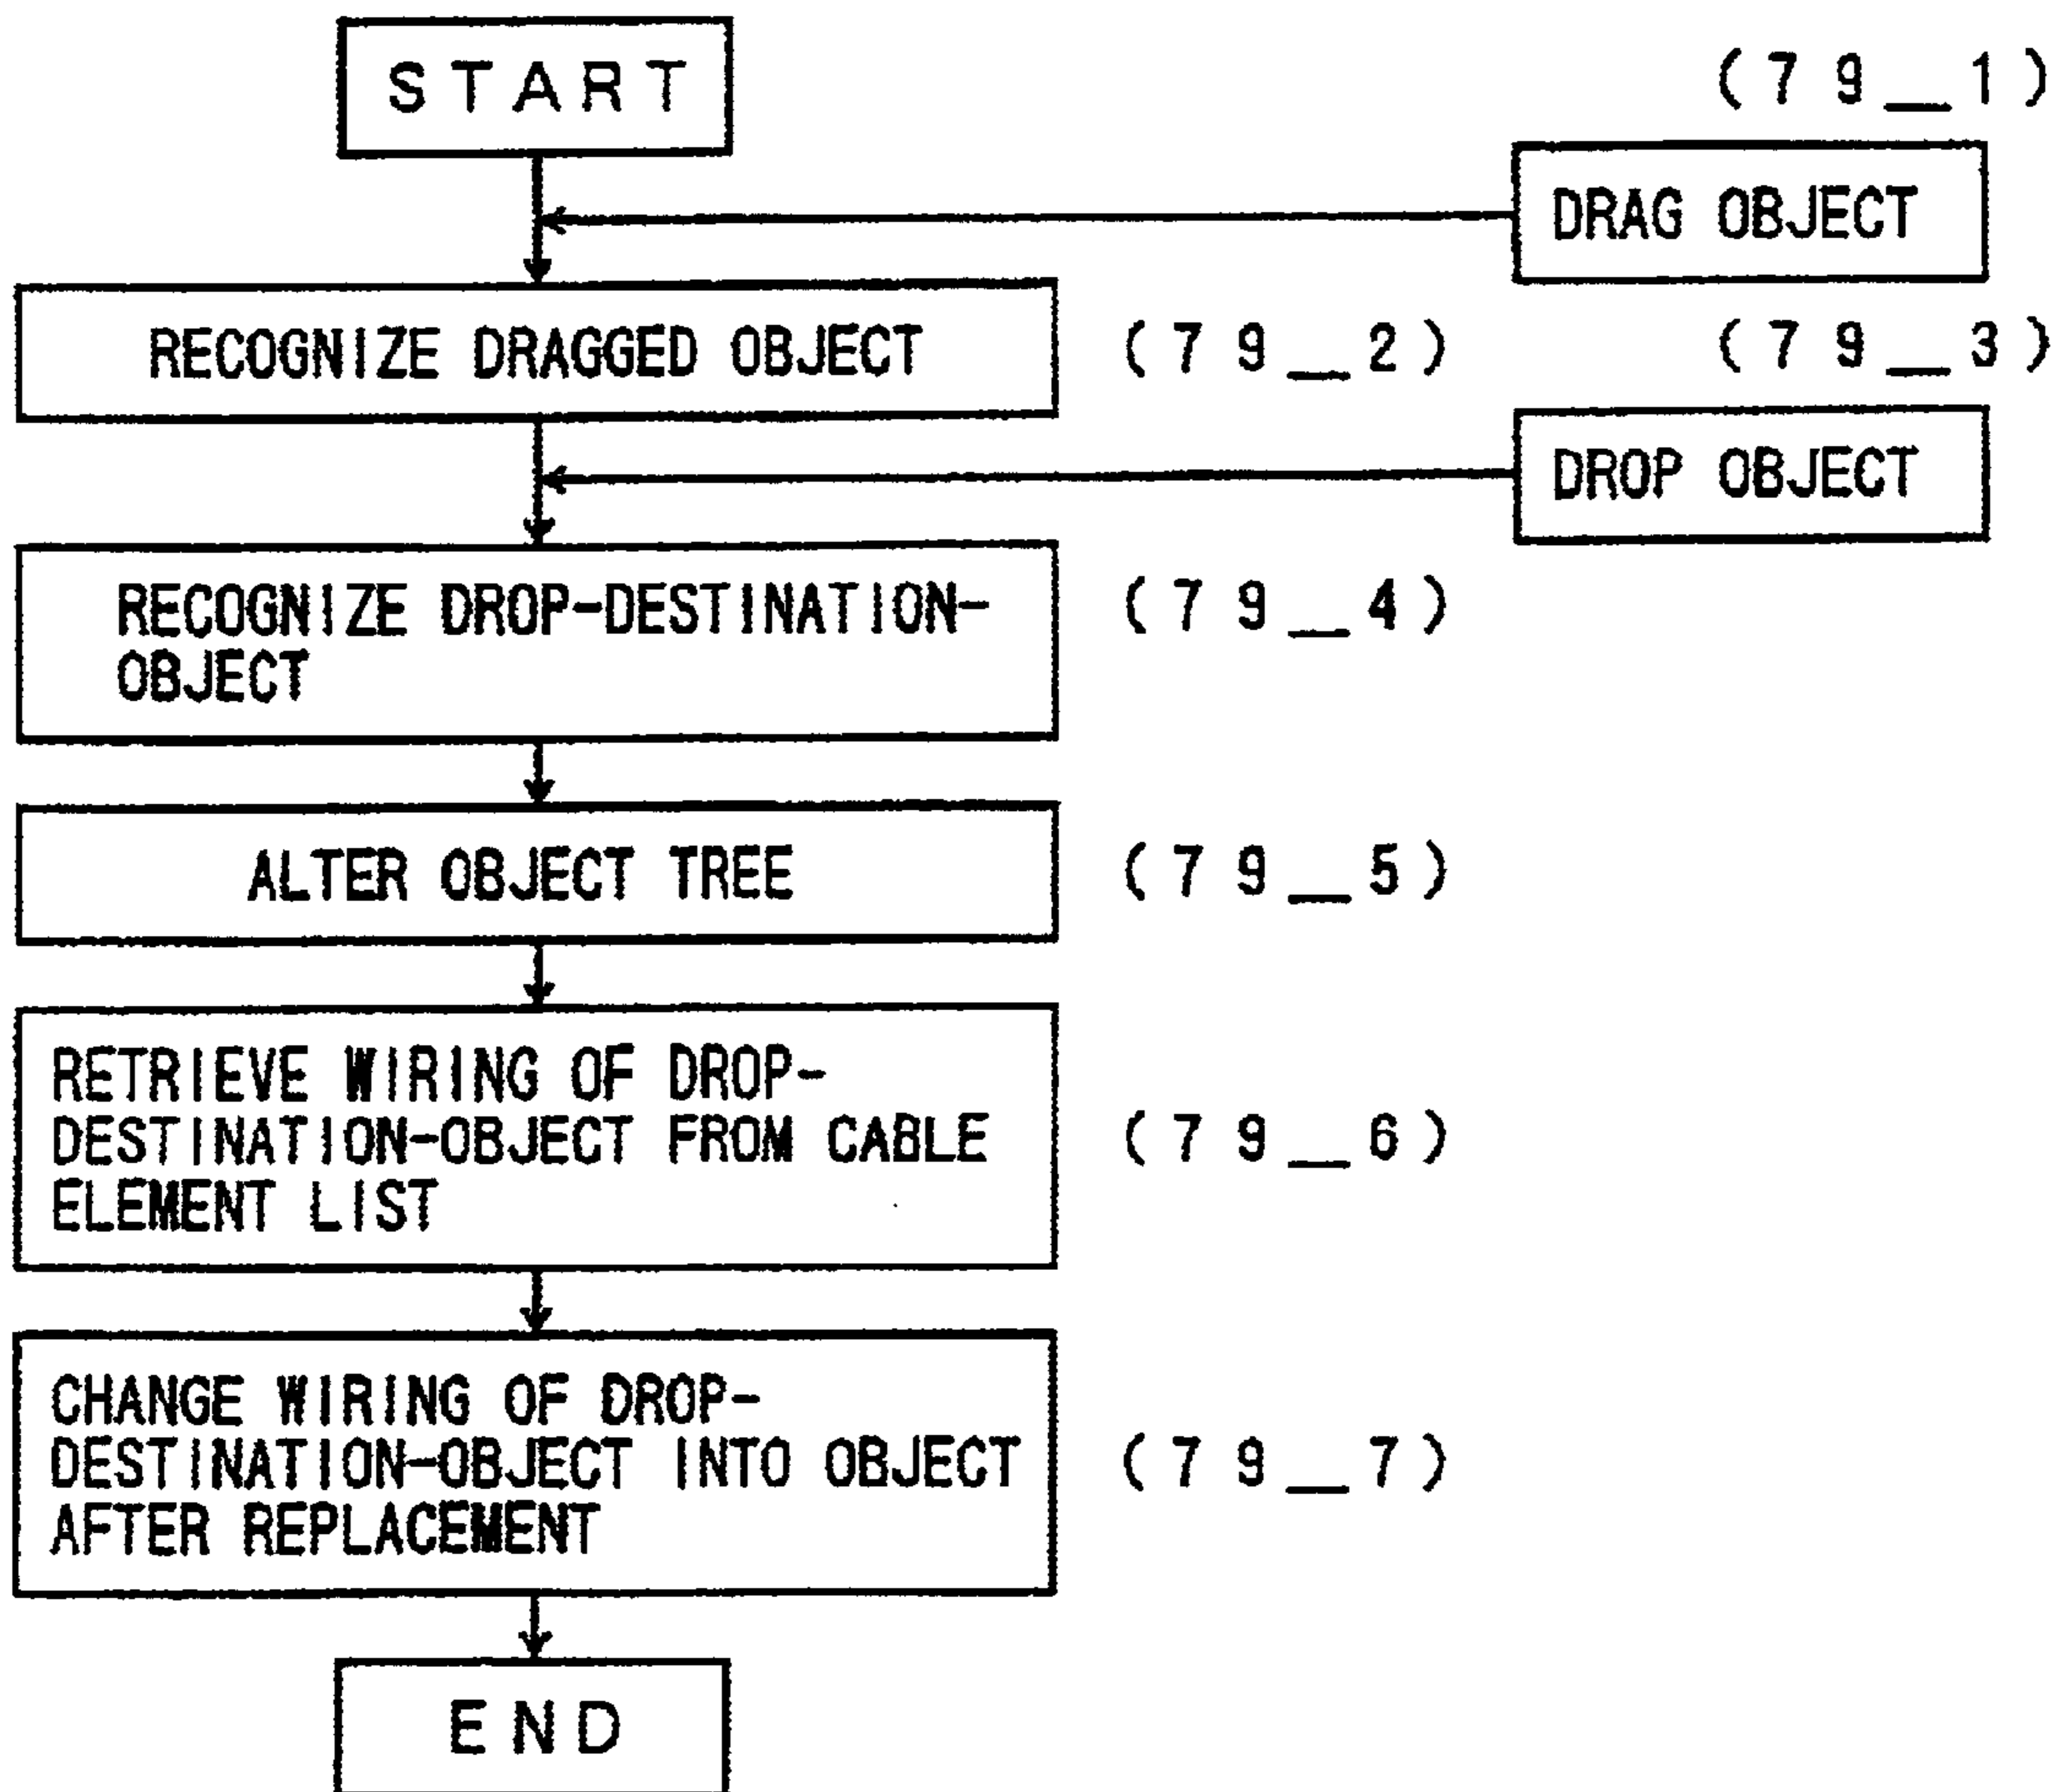 START
(79_1)
DRAG OBJECT
RECOGNIZE DRAGGED OBJECT
(79_2)
(79_3)
DROP OBJECT
RECOGNIZE DROP-DESTINATION-
OBJECT
(79_4)
ALTER OBJECT TREE
(79_5)
RETRIEVE WIRING OF DROP-
DESTINATION-OBJECT FROM CABLE
ELEMENT LIST
(79_6)
CHANGE WIRING OF DROP-
DESTINATION-OBJECT INTO OBJECT
AFTER REPLACEMENT
(79_7)
END